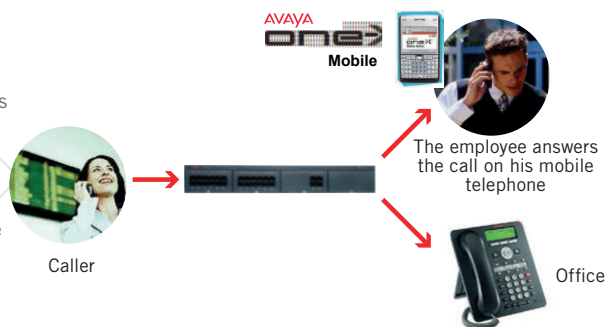 AVAYA
one-X
Mobile
s
e
Caller
The employee answers
the call on his mobile
telephone
Office